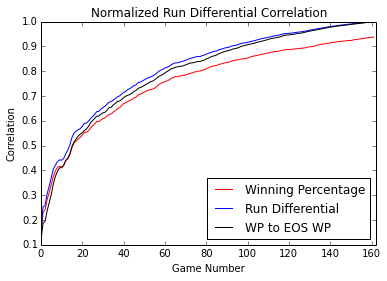 Normalized Run Differential Correlation
1.0
0.9
0.8
0.7
0.6
0.5
0.4
0.3
0.2
0.1
Correlation
Winning Percentage
Run Differential
WP to EOS WP
0 20 40 60 80 100 120 140 160
Game Number